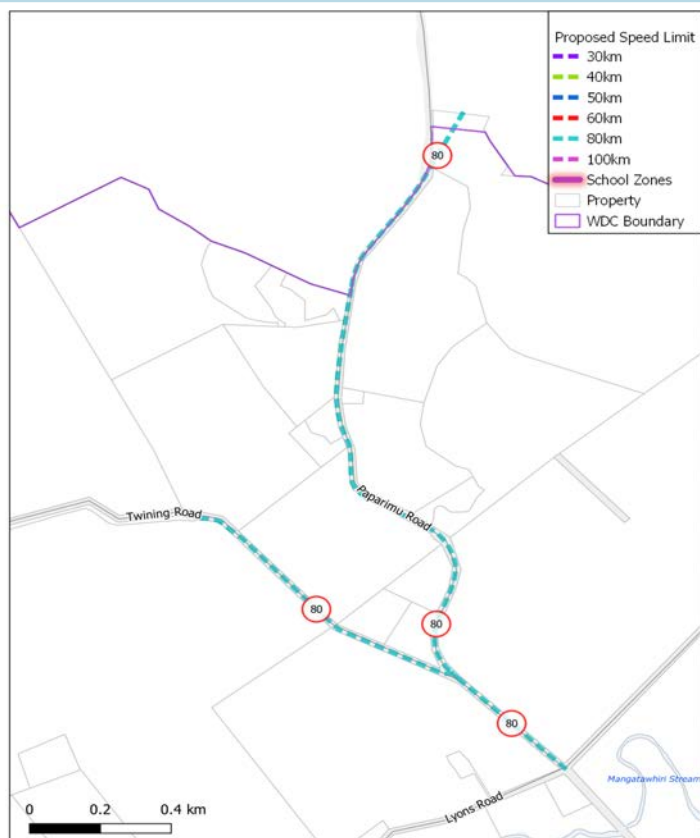 Proposed Speed Limit
30km
40km
50km
60km
80km
100km
School Zones
Property
WDC Boundary
80
Paparimu Road
Twining Road
80
80
80
Mangatawhiri Stream
Lyons Road
0 0.2 0.4 km